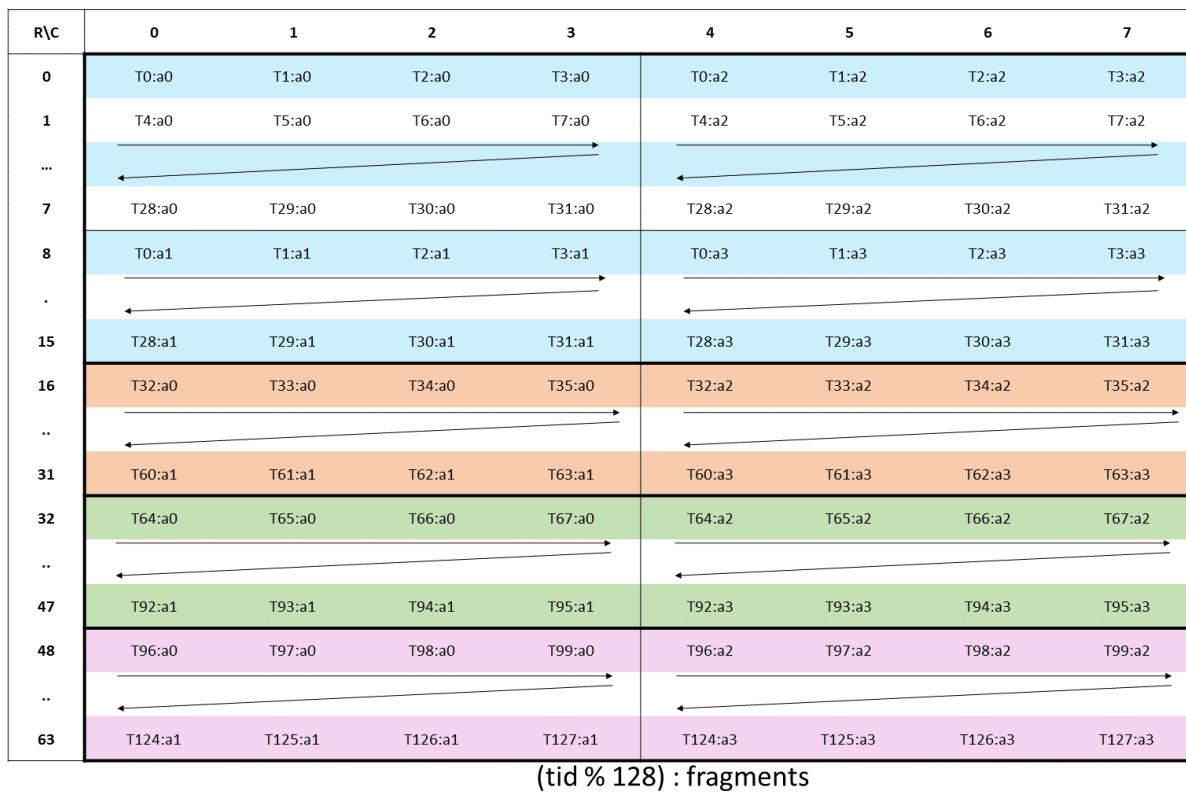 R\C 0 1 2 3 4 5 6 7
0 T0:a0 T1:a0 T2:a0 T3:a0 T0:a2 T1:a2 T2:a2 T3:a2
1 T4:a0 T5:a0 T6:a0 T7:a0 T4:a2 T5:a2 T6:a2 T7:a2
...
7 T28:a0 T29:a0 T30:a0 T31:a0 T28:a2 T29:a2 T30:a2 T31:a2
8 T0:a1 T1:a1 T2:a1 T3:a1 T0:a3 T1:a3 T2:a3 T3:a3
.
15 T28:a1 T29:a1 T30:a1 T31:a1 T28:a3 T29:a3 T30:a3 T31:a3
16 T32:a0 T33:a0 T34:a0 T35:a0 T32:a2 T33:a2 T34:a2 T35:a2
..
31 T60:a1 T61:a1 T62:a1 T63:a1 T60:a3 T61:a3 T62:a3 T63:a3
32 T64:a0 T65:a0 T66:a0 T67:a0 T64:a2 T65:a2 T66:a2 T67:a2
..
47 T92:a1 T93:a1 T94:a1 T95:a1 T92:a3 T93:a3 T94:a3 T95:a3
48 T96:a0 T97:a0 T98:a0 T99:a0 T96:a2 T97:a2 T98:a2 T99:a2
..
63 T124:a1 T125:a1 T126:a1 T127:a1 T124:a3 T125:a3 T126:a3 T127:a3
(tid % 128) : fragments